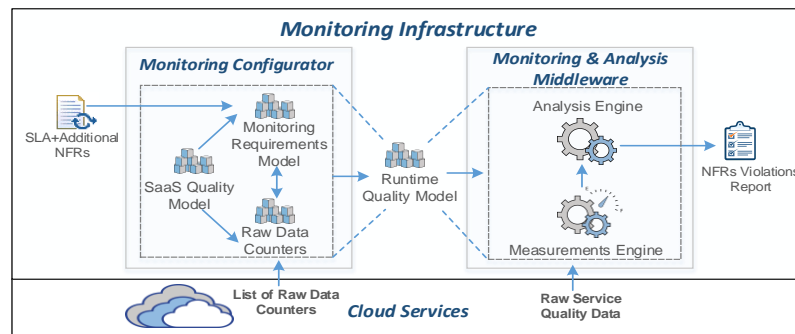 Monitoring Infrastructure
Monitoring Configurator
Monitoring & Analysis
Middleware
SLA+Additional
NFRs
Monitoring
Requirements
Model
SaaS Quality
Model
Raw Data
Counters
Runtime
Quality Model
Analysis Engine
Measurements Engine
NFRs Violations
Report
List of Raw Data
Counters
Cloud Services
Raw Service
Quality Data